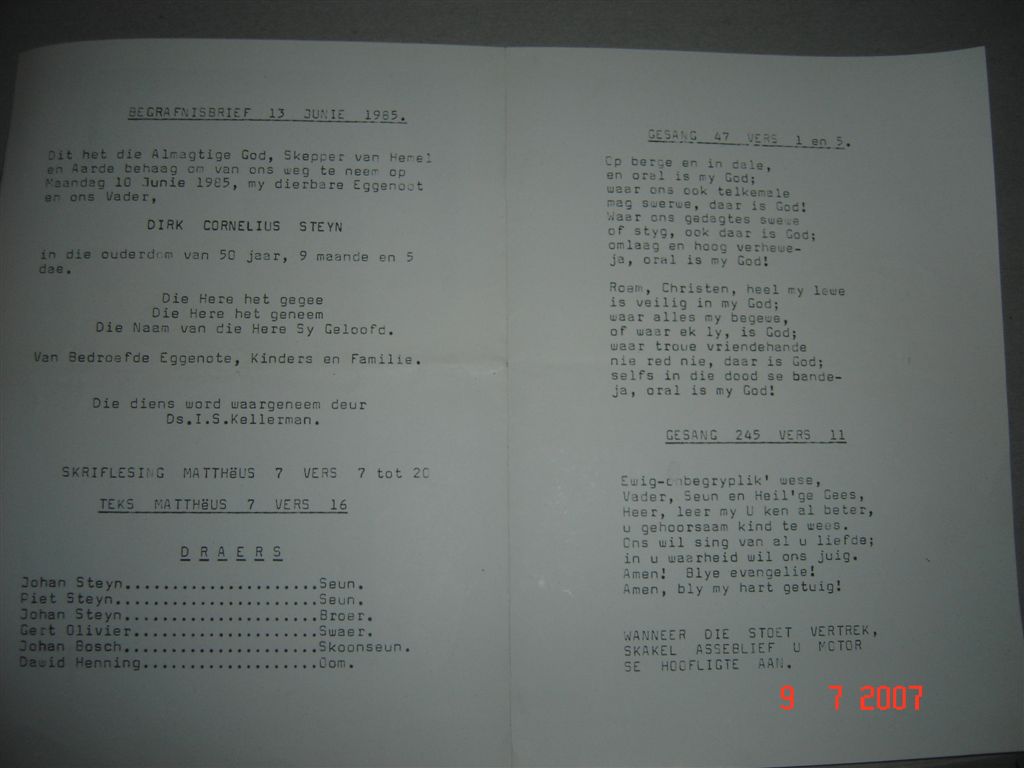 BEGRAFNISBRIEF 13 JUNIE 1985.
Dit het die Almagtige God, Skepper van Hemel
en Aarde behaag om van ons weg te neem op
Maandag 10 Junie 1985, my dierbare Eggenoot
en ons Vader,
DIRK CORNELIUS STEYN
in die ouderdom van 50 jaar, 9 maande en 5
dae.
Die Here het gegee
Die Here het geneem
Die Naam van die Here Sy Geloofd.
Van Bedroefde Eggenote, Kinders en Familie.
Die diens word waargeneem deur
Ds.I.S.Kellerman.
SKRIFLESING MATTHëUS 7 VERS 7 tot 20
TEKS MATTHëUS 7 VERS 16
D R A E R S
Johan Steyn.....................Seun.
Piet Steyn......................Seun.
Johan Steyn.....................Broer.
Gert Olivier....................Swaer.
Johan Bosch.....................Skoonseun.
David Henning...................Oom.
GESANG 47 VERS 1 en 5.
Op berge en in dale,
en oral is my God;
waar ons ook telkemale
mag swerwe, daar is God!
Waar ons gedagtes swewe
of styg, ook daar is God;
omlaag en hoog verhewe-
ja, oral is my God!
Roem, Christen, heel my lewe
is veilig in my God;
waar alles my begewe,
of waar ek ly, is God;
waar troue vriendehande
nie red nie, daar is God;
selfs in die dood se bande-
ja, oral is my God!
GESANG 245 VERS 11
Ewig-onbegryplik' wese,
Vader, Seun en Heil'ge Gees,
Heer, leer my U ken al beter,
u gehoorsaam kind te wees.
Ons wil sing van al u liefde;
in u waarheid wil ons juig.
Amen! Blye evangelie!
Amen, bly my hart getuig!
WANNEER DIE STOET VERTREK,
SKAKEL ASSEBLIEF U MOTOR
SE HOOFLIGTE AAN.
9 7 2007